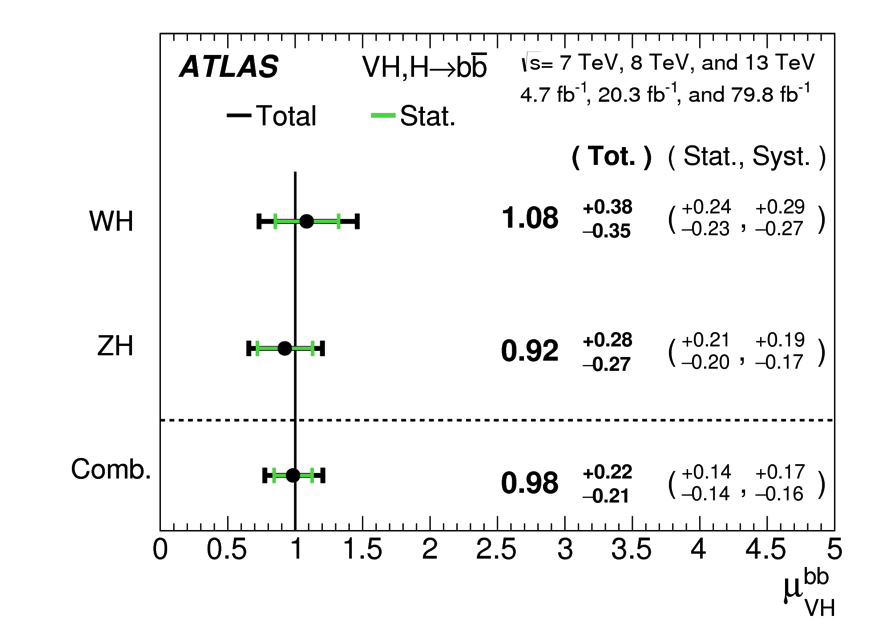 ATLAS VH,H→bb̅ √s= 7 TeV, 8 TeV, and 13 TeV
4.7 fb⁻¹, 20.3 fb⁻¹, and 79.8 fb⁻¹
Total Stat.
( Tot. ) ( Stat., Syst. )
WH 1.08 +0.38 −0.35 ( +0.24 −0.23 , +0.29 −0.27 )
ZH 0.92 +0.28 −0.27 ( +0.21 −0.20 , +0.19 −0.17 )
Comb. 0.98 +0.22 −0.21 ( +0.14 −0.14 , +0.17 −0.16 )
0 0.5 1 1.5 2 2.5 3 3.5 4 4.5 5
μ bb VH